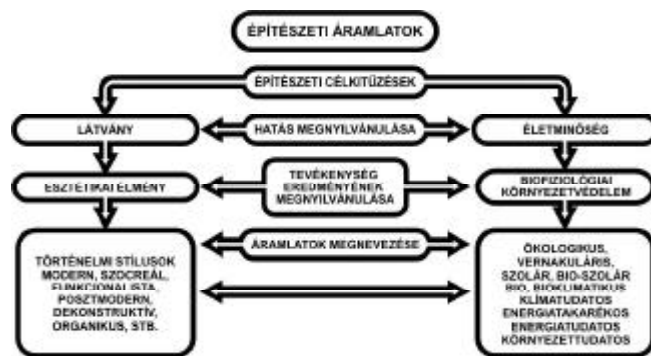 ÉPÍTÉSZETI ÁRAMLATOK
ÉPÍTÉSZETI CÉLKITŰZÉSEK
LÁTVÁNY
HATÁS MEGNYILVÁNULÁSA
ÉLETMINŐSÉG
ESZTÉTIKAI ÉLMÉNY
TEVÉKENYSÉG
EREDMÉNYÉNEK
MEGNYILVÁNULÁSA
BIOFIZIOLÓGIAI
KÖRNYEZETVÉDELEM
TÖRTÉNELMI STÍLUSOK
MODERN, SZOCREÁL,
FUNKCIONALISTA,
POSZTMODERN,
DEKONSTRUKTÍV,
ORGANIKUS, STB.
ÁRAMLATOK MEGNEVEZÉSE
ÖKOLOGIKUS,
VERNAKULÁRIS,
SZOLÁR, BIO-SZOLÁR
BIO, BIOKLIMATIKUS
KLÍMATUDATOS
ENERGIATAKARÉKOS
ENERGIATUDATOS
KÖRNYEZETTUDATOS